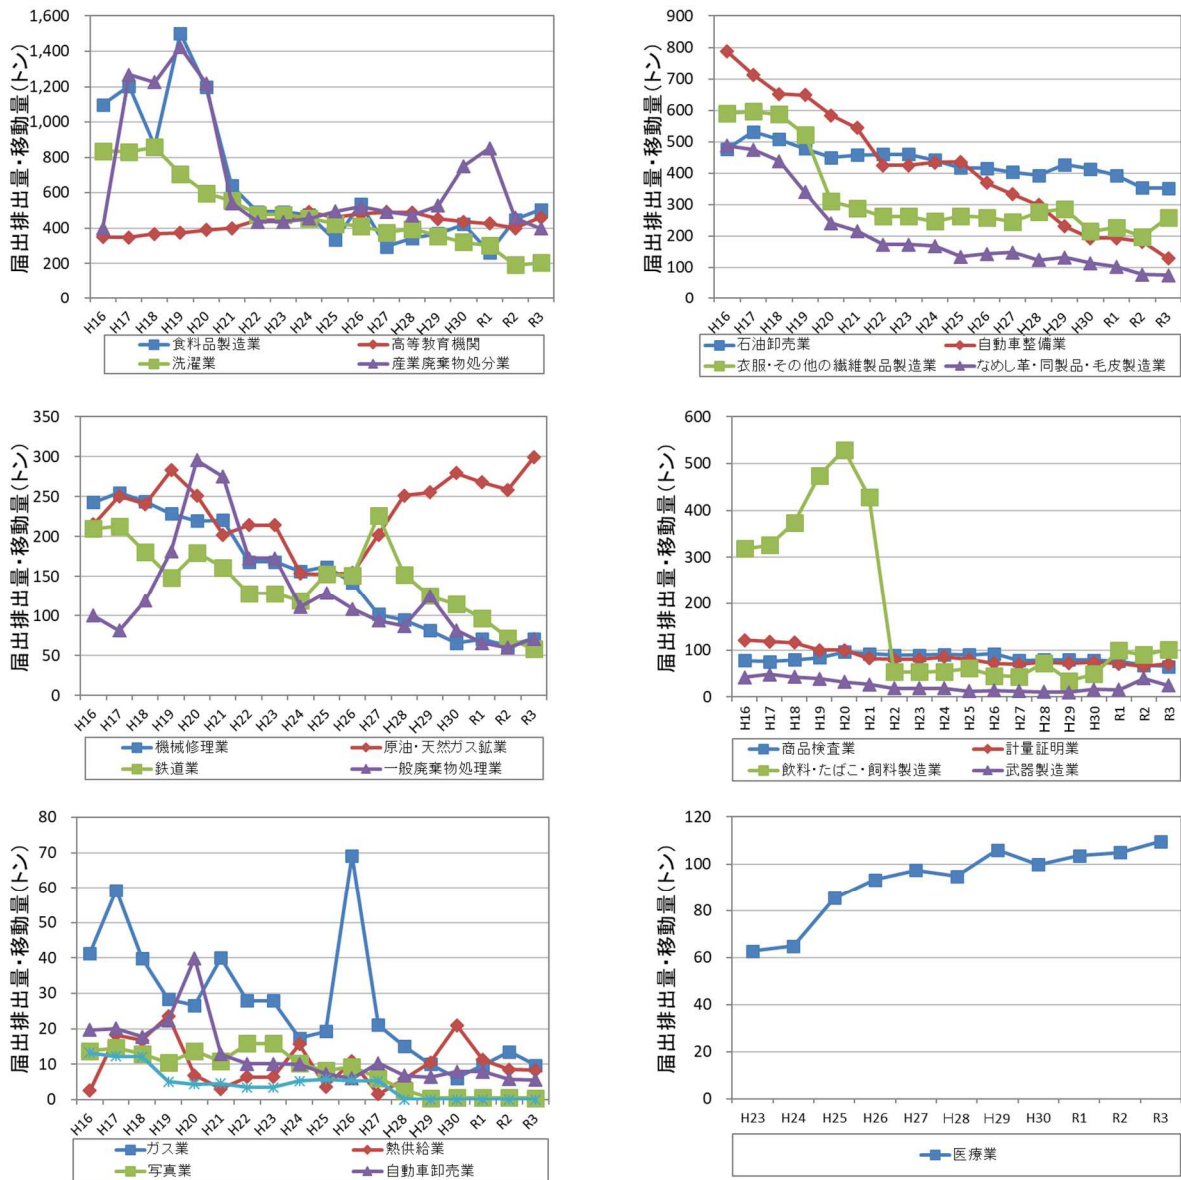 届出排出量・移動量(トン)
1,600
1,400
1,200
1,000
800
600
400
200
0
H16 H17 H18 H19 H20 H21 H22 H23 H24 H25 H26 H27 H28 H29 H30 R1 R2 R3
食料品製造業 高等教育機関
洗濯業 産業廃棄物処分業
届出排出量・移動量(トン)
900
800
700
600
500
400
300
200
100
0
H16 H17 H18 H19 H20 H21 H22 H23 H24 H25 H26 H27 H28 H29 H30 R1 R2 R3
石油卸売業 自動車整備業
衣服・その他の繊維製品製造業 なめし革・同製品・毛皮製造業
届出排出量・移動量(トン)
350
300
250
200
150
100
50
0
H16 H17 H18 H19 H20 H21 H22 H23 H24 H25 H26 H27 H28 H29 H30 R1 R2 R3
機械修理業 原油・天然ガス鉱業
鉄道業 一般廃棄物処理業
届出排出量・移動量(トン)
600
500
400
300
200
100
0
H16 H17 H18 H19 H20 H21 H22 H23 H24 H25 H26 H27 H28 H29 H30 R1 R2 R3
商品検査業 計量証明業
飲料・たばこ・飼料製造業 武器製造業
届出排出量・移動量(トン)
80
70
60
50
40
30
20
10
0
H16 H17 H18 H19 H20 H21 H22 H23 H24 H25 H26 H27 H28 H29 H30 R1 R2 R3
ガス業 熱供給業
写真業 自動車卸売業
届出排出量・移動量(トン)
120
100
80
60
40
20
0
H23 H24 H25 H26 H27 H28 H29 H30 R1 R2 R3
医療業